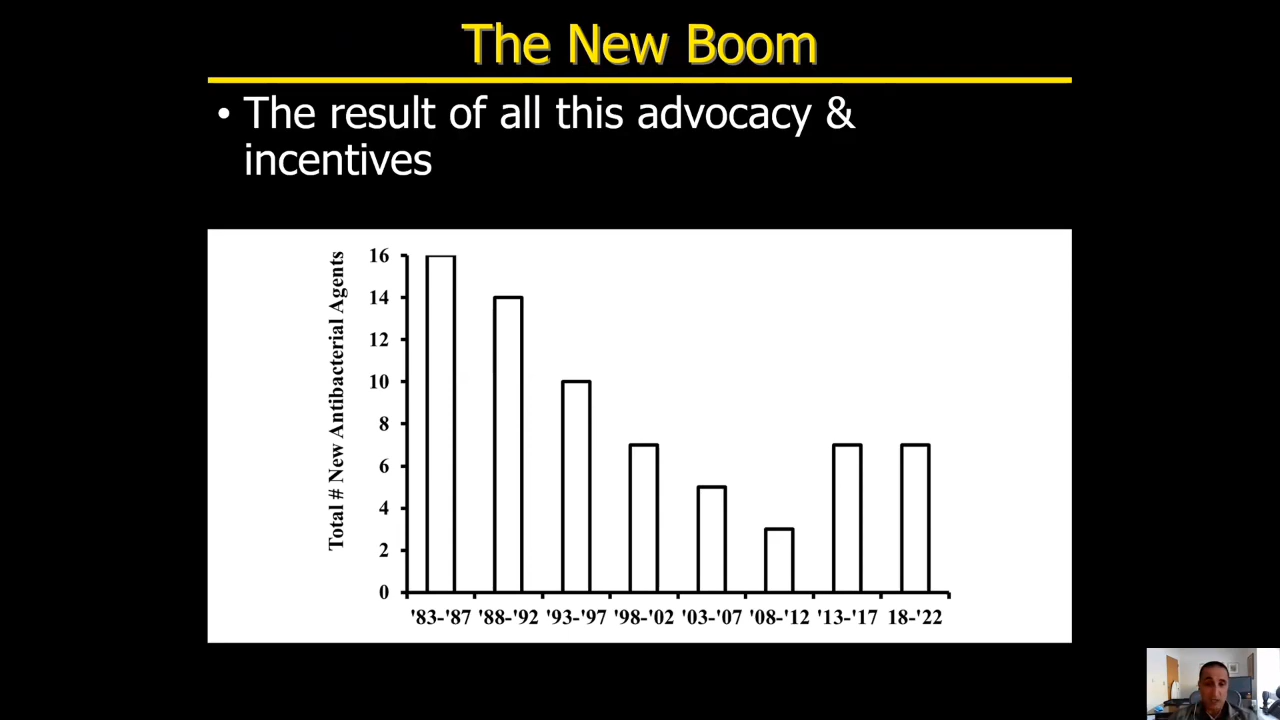 The New Boom
• The result of all this advocacy &
incentives
Total # New Antibacterial Agents
16
14
12
10
8
6
4
2
0
'83-'87 '88-'92 '93-'97 '98-'02 '03-'07 '08-'12 '13-'17 18-'22